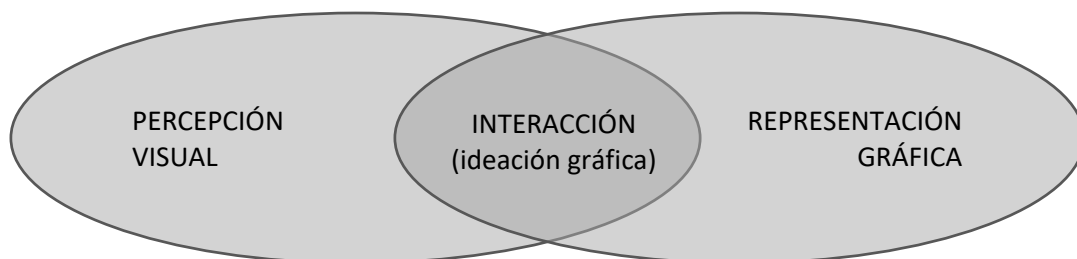 PERCEPCIÓN
VISUAL
INTERACCIÓN
(ideación gráfica)
REPRESENTACIÓN
GRÁFICA